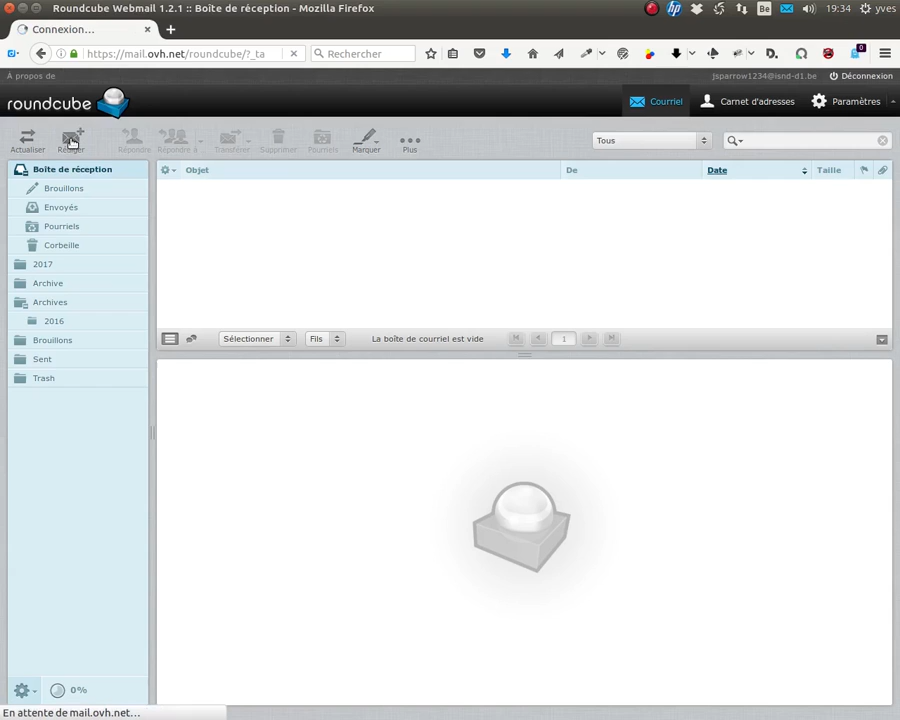 Roundcube Webmail 1.2.1 :: Boîte de réception - Mozilla Firefox
Be
19:34
yves
Connexion…
https://mail.ovh.net/roundcube/?_ta
Rechercher
0
À propos de
jsparrow1234@isnd-d1.be
Déconnexion
roundcube
Courriel
Carnet d'adresses
Paramètres
Actualiser
Rédiger
Répondre
Répondre à ...
Transférer
Supprimer
Pourriels
Marquer
Plus
Tous
Boîte de réception
Objet
De
Date
Taille
Brouillons
Envoyés
Pourriels
Corbeille
2017
Archive
Archives
2016
Brouillons
Sent
Trash
Sélectionner
Fils
La boîte de courriel est vide
1
0%
En attente de mail.ovh.net…